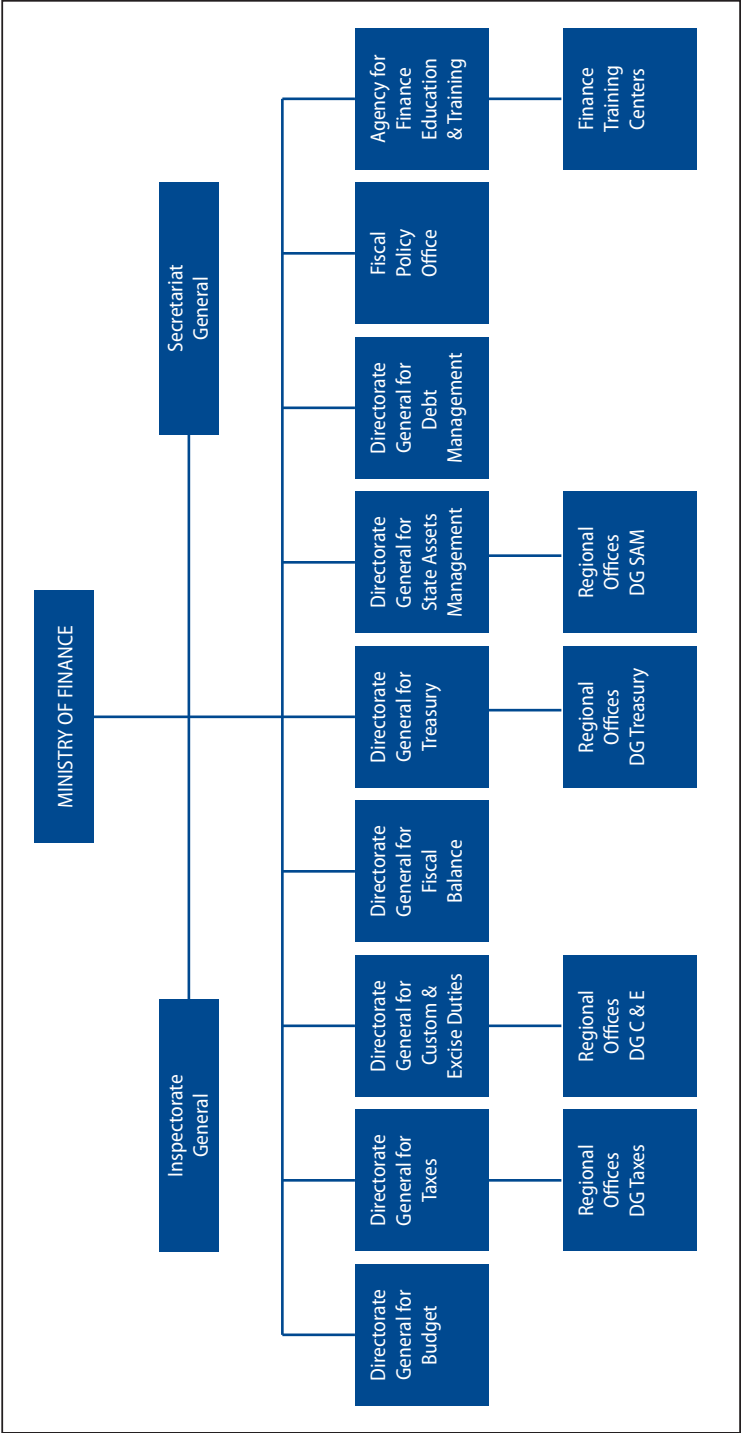 MINISTRY OF FINANCE
Inspectorate
General
Secretariat
General
Directorate
General for
Budget
Directorate
General for
Taxes
Directorate
General for
Custom &
Excise Duties
Directorate
General for
Fiscal
Balance
Directorate
General for
Treasury
Directorate
General for
State Assets
Management
Directorate
General for
Debt
Management
Fiscal
Policy
Office
Agency for
Finance
Education
& Training
Regional
Offices
DG Taxes
Regional
Offices
DG C & E
Regional
Offices
DG Treasury
Regional
Offices
DG SAM
Finance
Training
Centers